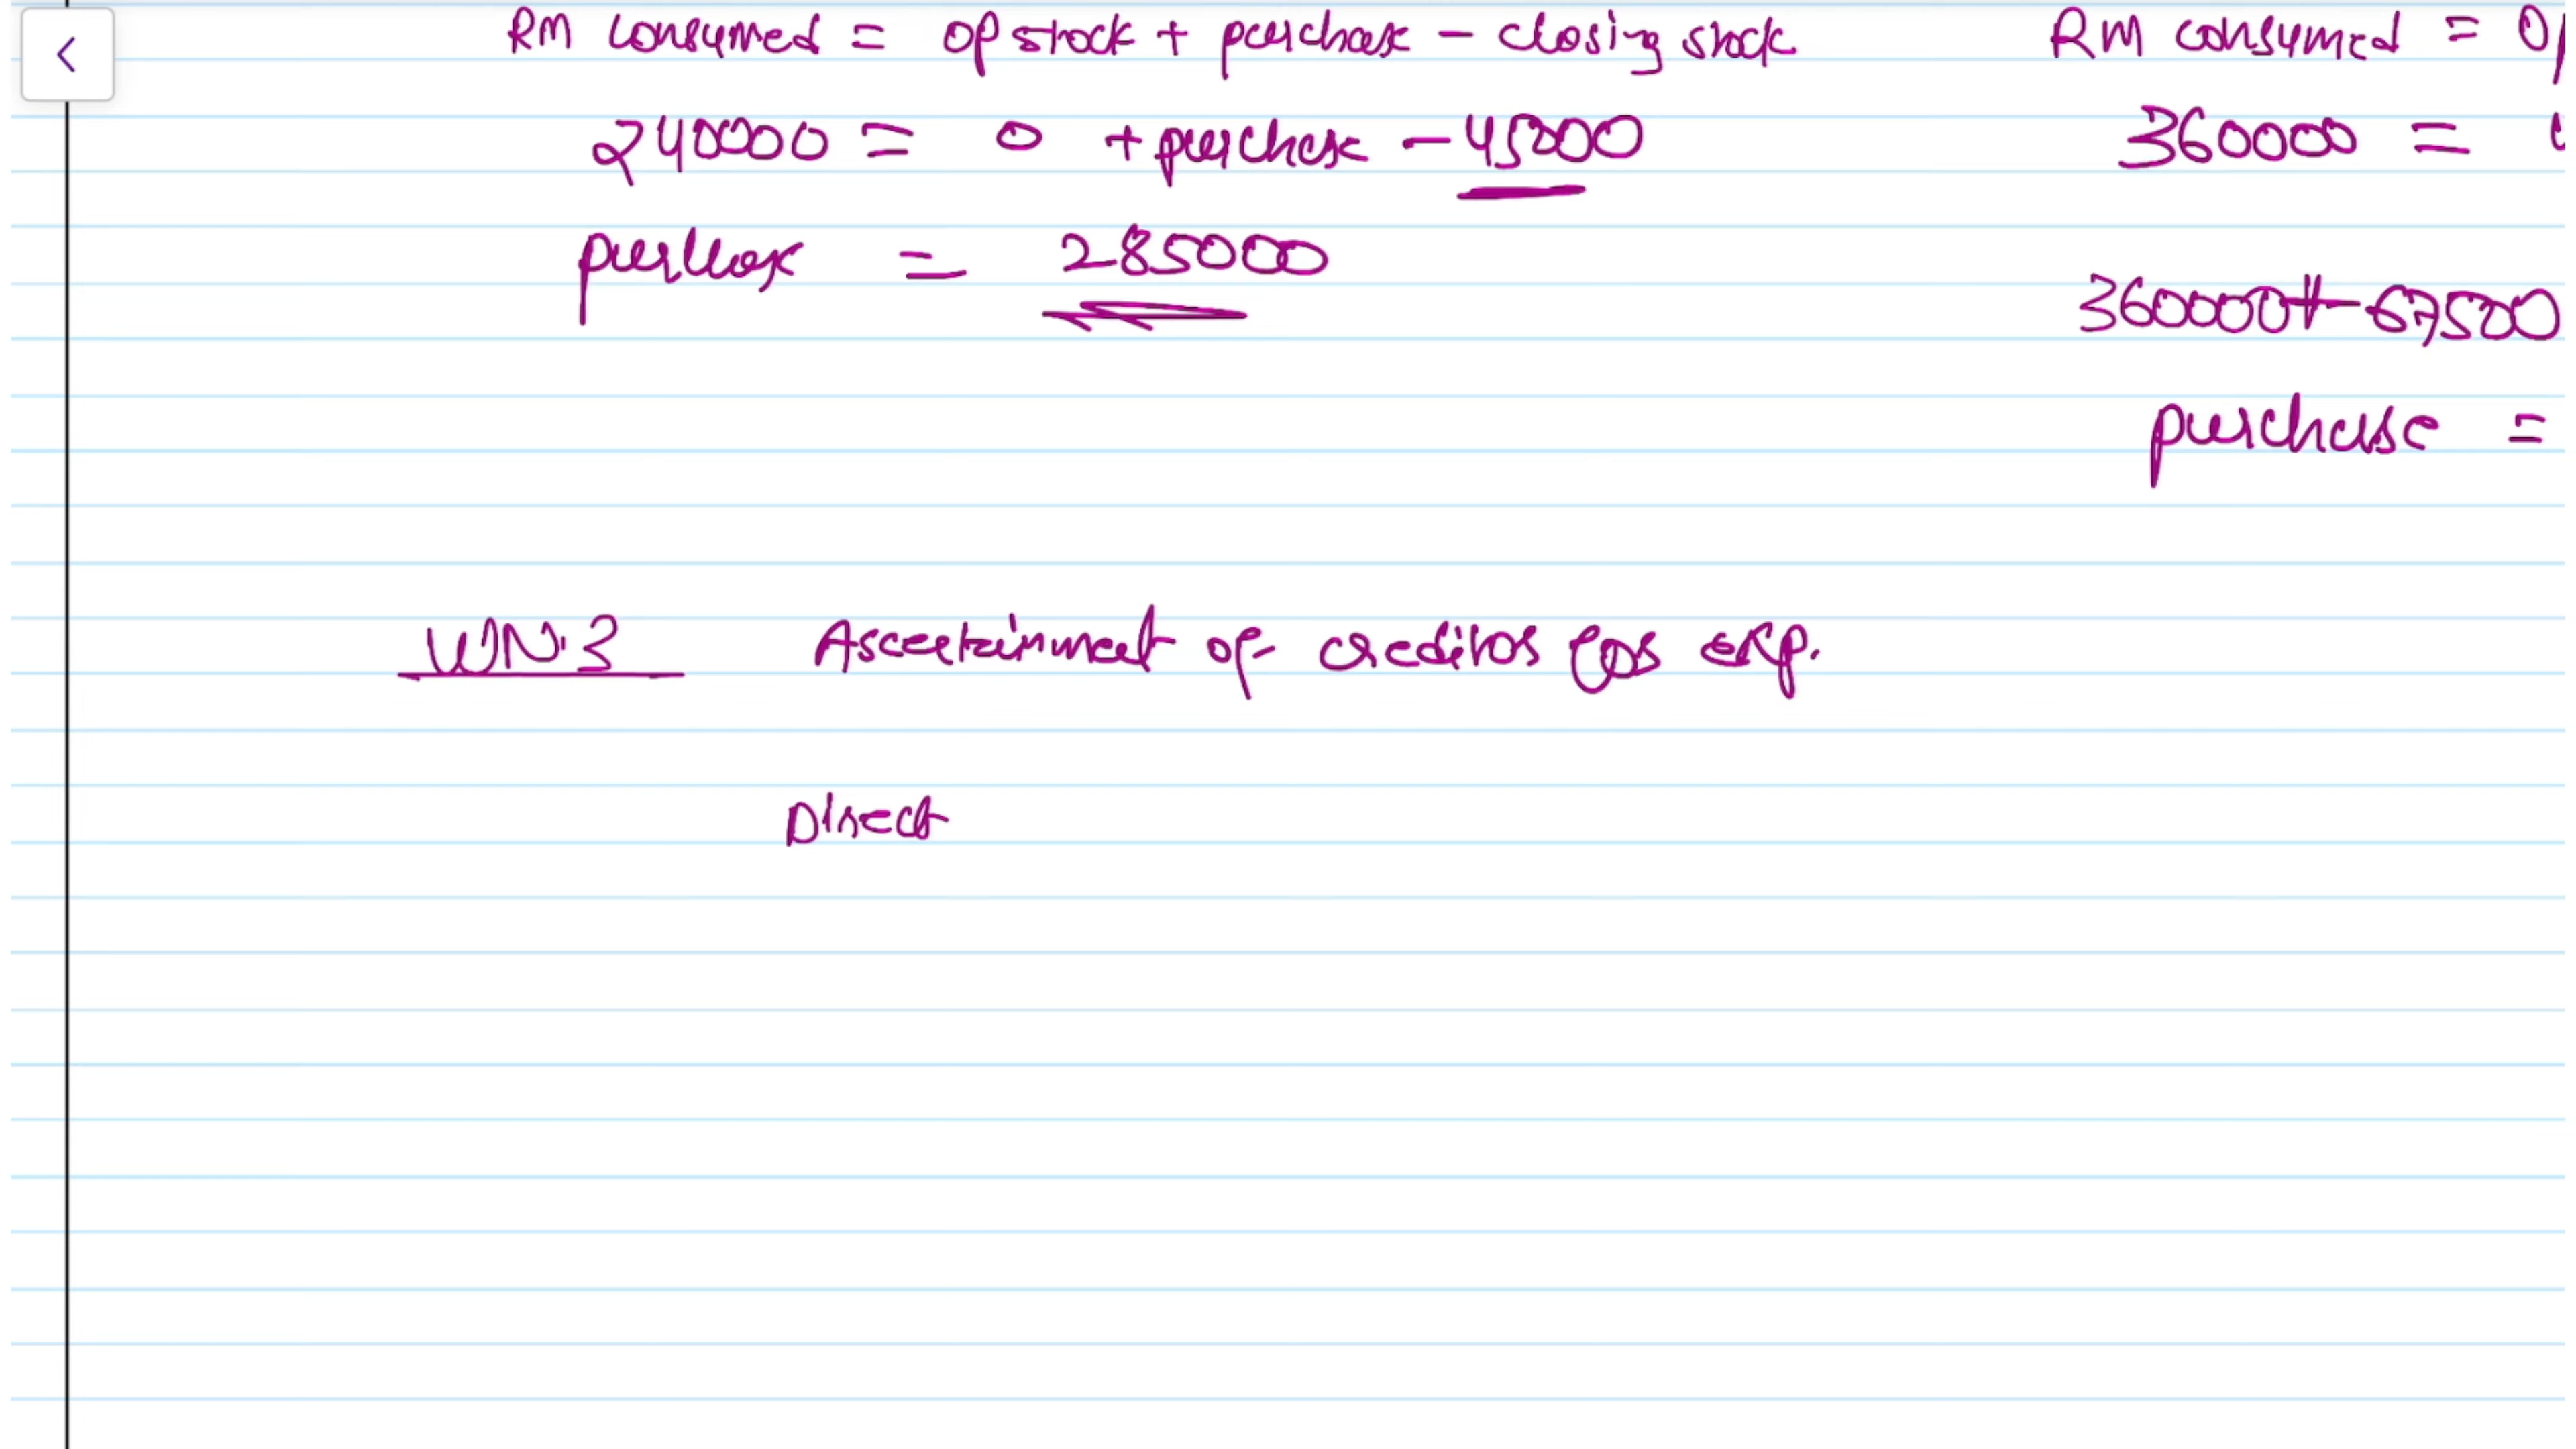 RM consumed = op stock + purchase - closing stock
240000 = 0 + purchase - 45000
purchase = 285000
RM consumed = Op
360000 =
360000 + 67500
purchase =
WN.3 Ascertainment of creditors for exp.
Direct